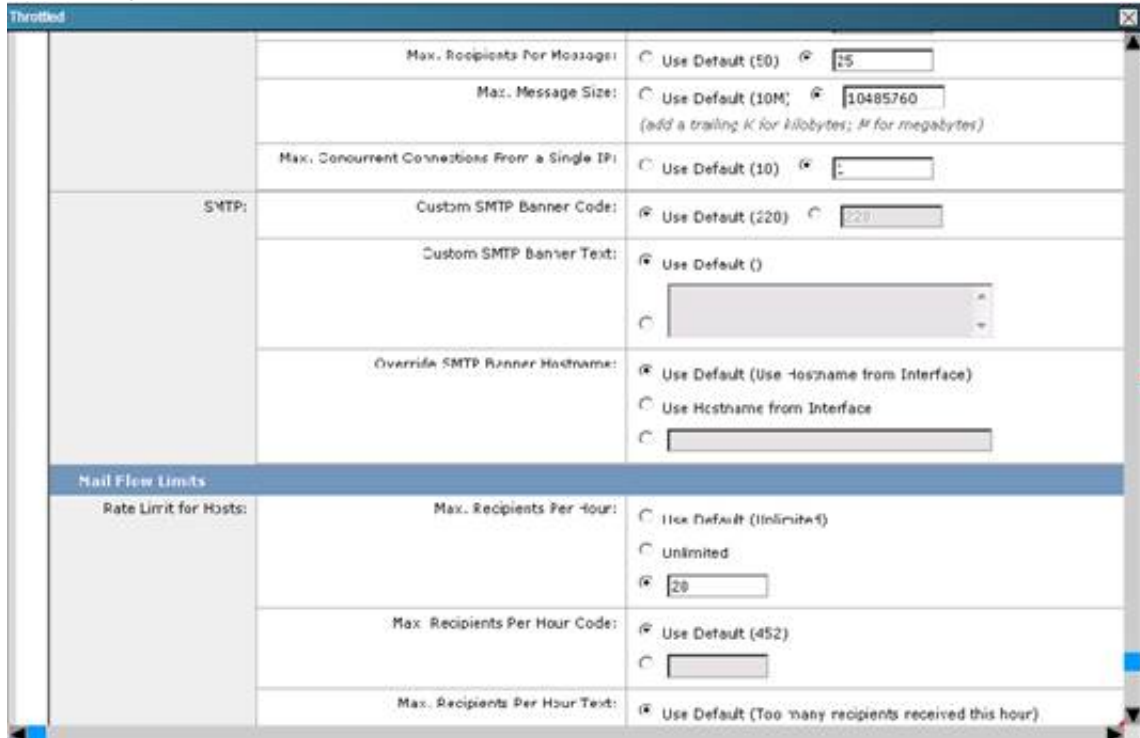 Throttled
Max. Recipients Per Message: Use Default (50) 25
Max. Message Size: Use Default (10M) 10485760
(add a trailing K for kilobytes; M for megabytes)
Max. Concurrent Connections From a Single IP: Use Default (10)
SMTP: Custom SMTP Banner Code: Use Default (220) 220
Custom SMTP Banner Text: Use Default ()
Override SMTP Banner Hostname: Use Default (Use Hostname from Interface)
Use Hostname from Interface
Mail Flow Limits
Rate Limit for Hosts: Max. Recipients Per Hour: Use Default (Unlimited)
Unlimited
20
Max. Recipients Per Hour Code: Use Default (452)
Max. Recipients Per Hour Text: Use Default (Too many recipients received this hour)